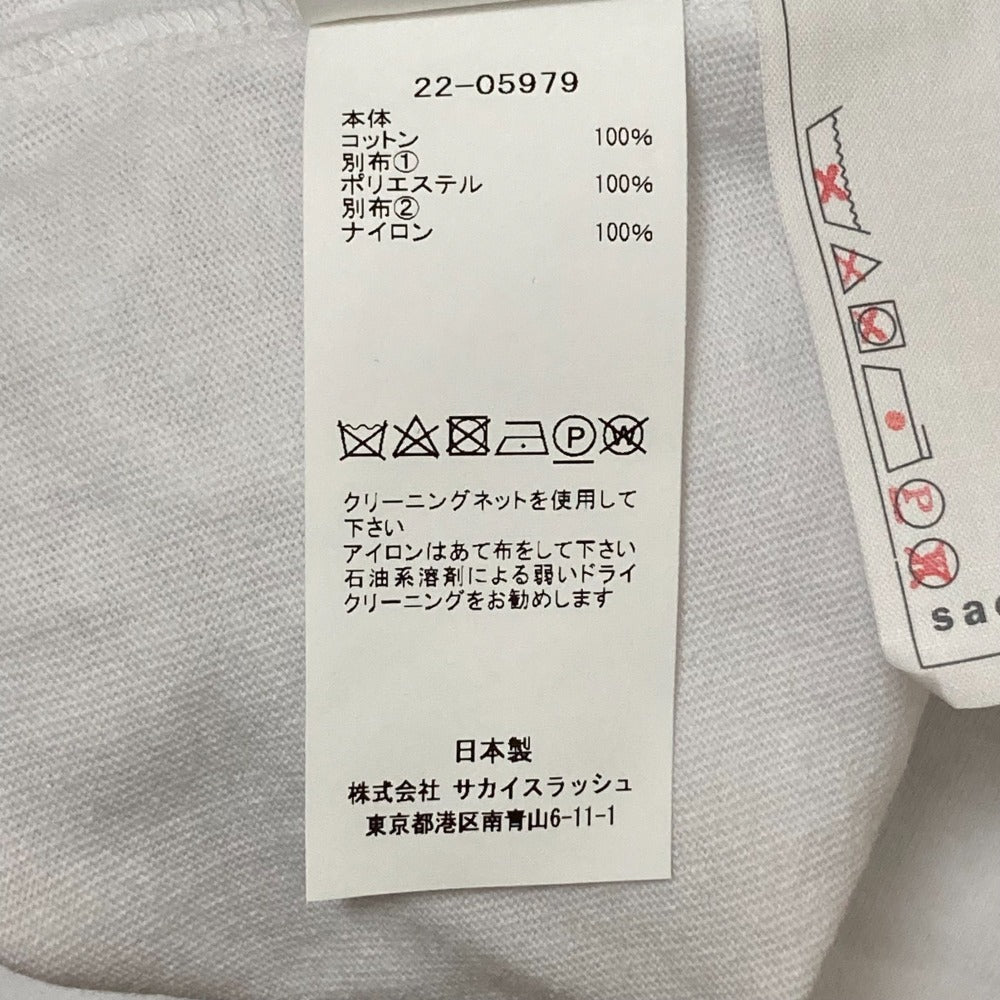 22-05979
本体
コットン 100%
別布①
ポリエステル 100%
別布②
ナイロン 100%
P W
クリーニングネットを使用して
下さい
アイロンはあて布をして下さい
石油系溶剤による弱いドライ
クリーニングをお勧めします
日本製
株式会社 サカイスラッシュ
東京都港区南青山6-11-1
P